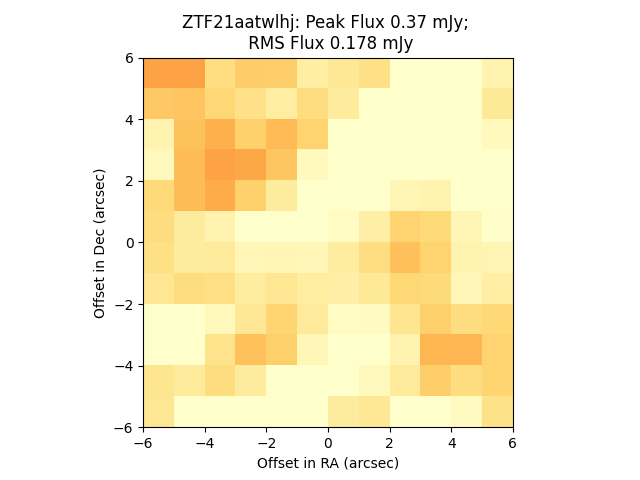 ZTF21aatwlhj: Peak Flux 0.37 mJy;
RMS Flux 0.178 mJy
6
4
2
0
−2
−4
−6
Offset in Dec (arcsec)
−6 −4 −2 0 2 4 6
Offset in RA (arcsec)